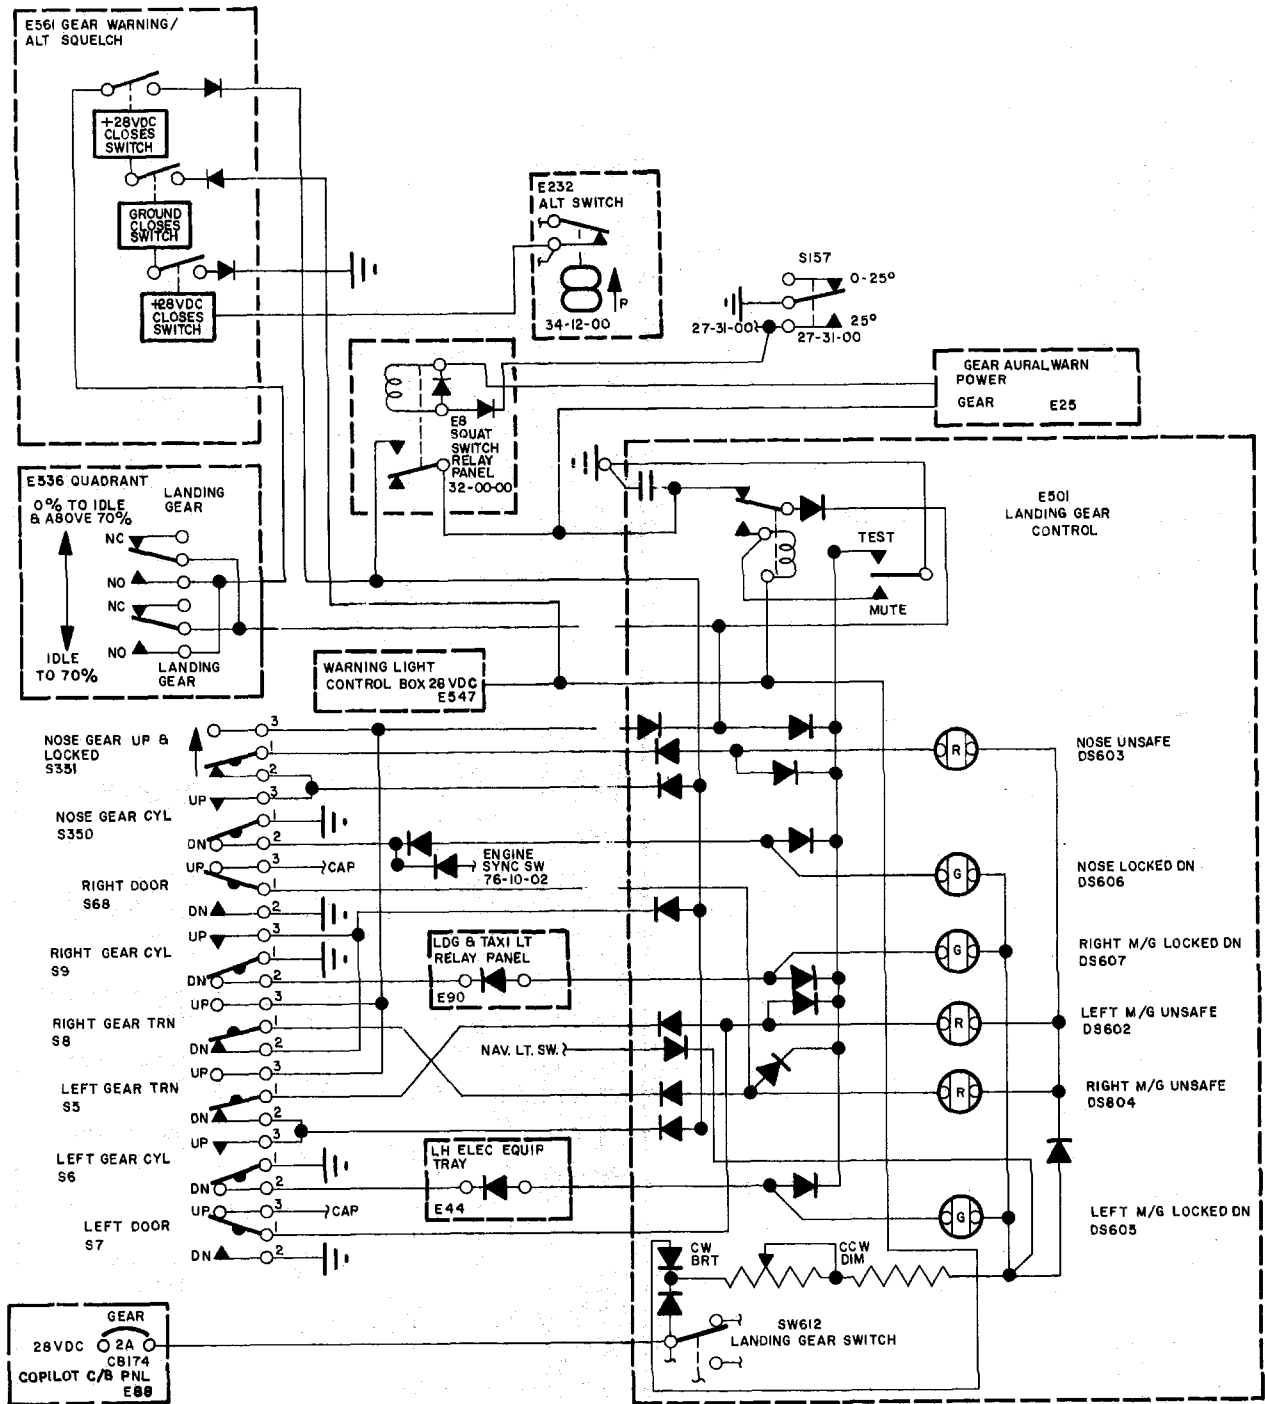 E561 GEAR WARNING/
ALT SQUELCH
+28VDC
CLOSES
SWITCH
GROUND
CLOSES
SWITCH
+28VDC
CLOSES
SWITCH
E232
ALT SWITCH
P
34-12-00
S157
0-25°
25°
27-31-00
27-31-00
GEAR AURAL WARN
POWER
GEAR E25
E8
SQUAT
SWITCH
RELAY
PANEL
32-00-00
E536 QUADRANT
0% TO IDLE
& ABOVE 70%
LANDING
GEAR
NC
NO
NC
NO
IDLE
TO 70%
LANDING
GEAR
E501
LANDING GEAR
CONTROL
TEST
MUTE
WARNING LIGHT
CONTROL BOX 28 VDC
E547
NOSE GEAR UP &
LOCKED
S351
3
1
2
UP 3
NOSE GEAR CYL
S350
1
DN 2
UP 3 CAP
RIGHT DOOR
S68
1
DN 2
UP 3
RIGHT GEAR CYL
S9
1
DN 2
UP 3
RIGHT GEAR TRN
S8
1
DN 2
UP 3
LEFT GEAR TRN
S5
1
DN 2
UP 3
LEFT GEAR CYL
S6
1
DN 2
UP 3 CAP
LEFT DOOR
S7
1
DN 2
ENGINE
SYNC SW
76-10-02
LDG & TAXI LT
RELAY PANEL
E90
NAV. LT. SW.
LH ELEC EQUIP
TRAY
E44
R
NOSE UNSAFE
DS603
G
NOSE LOCKED DN
DS606
G
RIGHT M/G LOCKED DN
DS607
R
LEFT M/G UNSAFE
DS602
R
RIGHT M/G UNSAFE
DS804
G
LEFT M/G LOCKED DN
DS605
CW
BRT
CCW
DIM
SW612
LANDING GEAR SWITCH
GEAR
28VDC 2A
CB174
COPILOT C/B PNL
E88